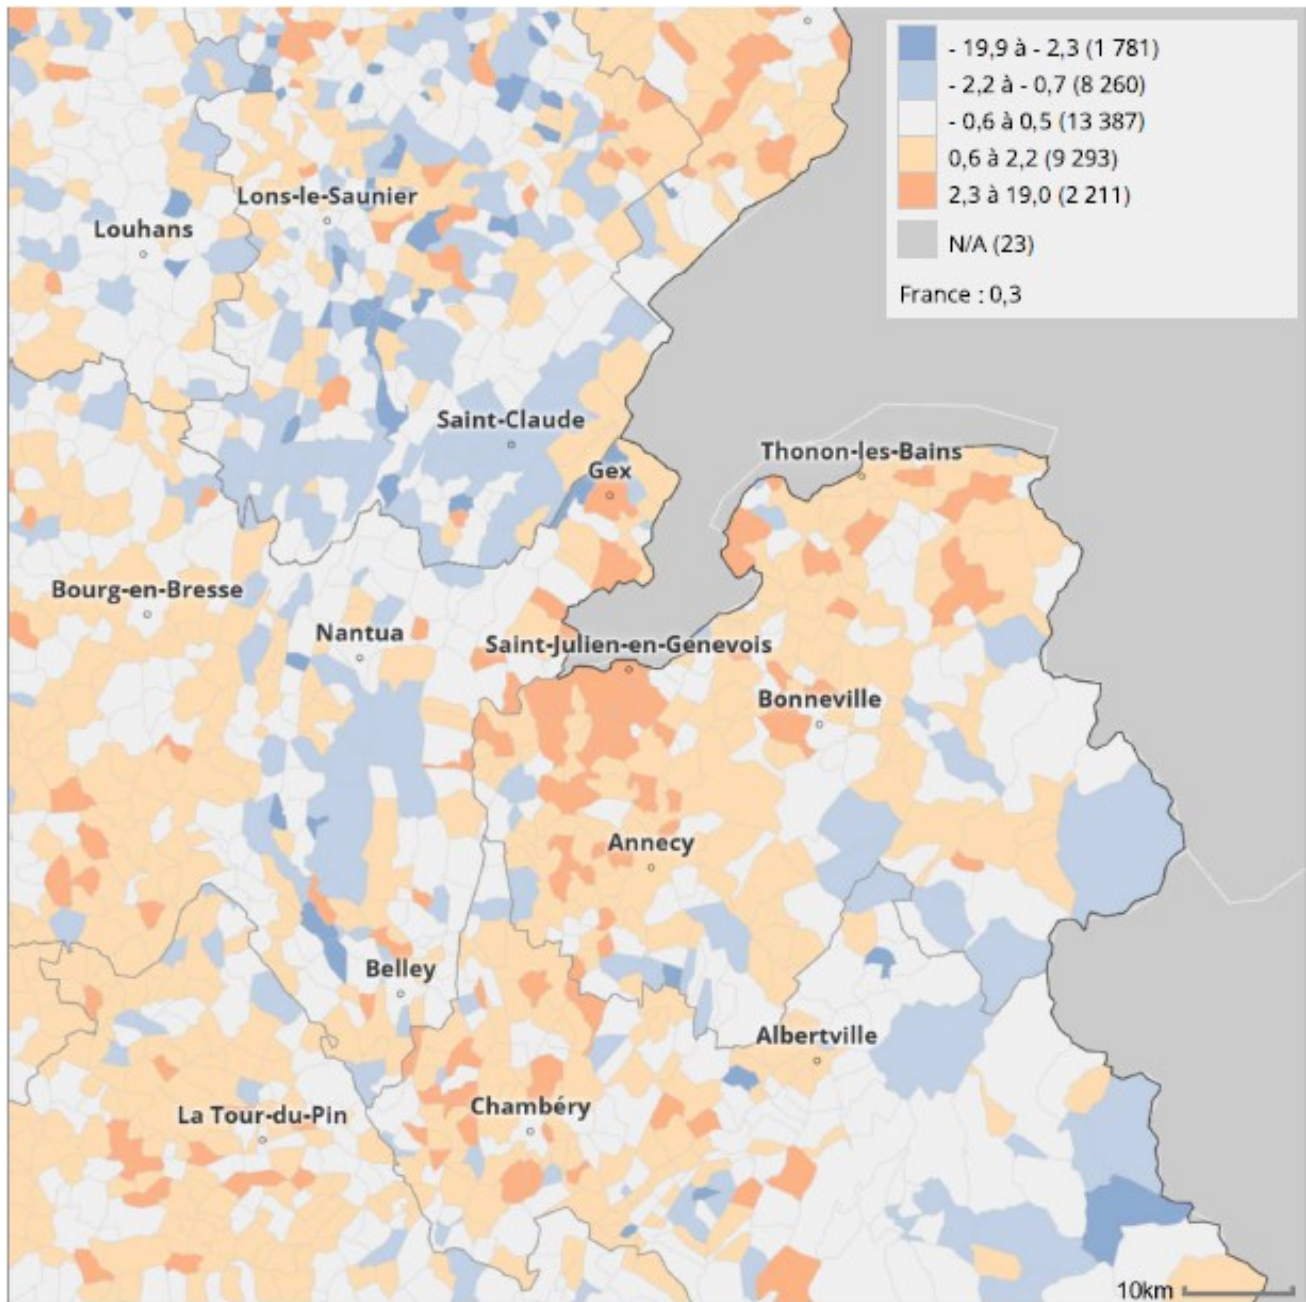 - 19,9 à - 2,3 (1 781)
- 2,2 à - 0,7 (8 260)
- 0,6 à 0,5 (13 387)
0,6 à 2,2 (9 293)
2,3 à 19,0 (2 211)
N/A (23)
France : 0,3
Lons-le-Saunier
Louhans
Saint-Claude
Thonon-les-Bains
Gex
Bourg-en-Bresse
Nantua
Saint-Julien-en-Genevois
Bonneville
Annecy
Belley
Albertville
Chambéry
La Tour-du-Pin
10km